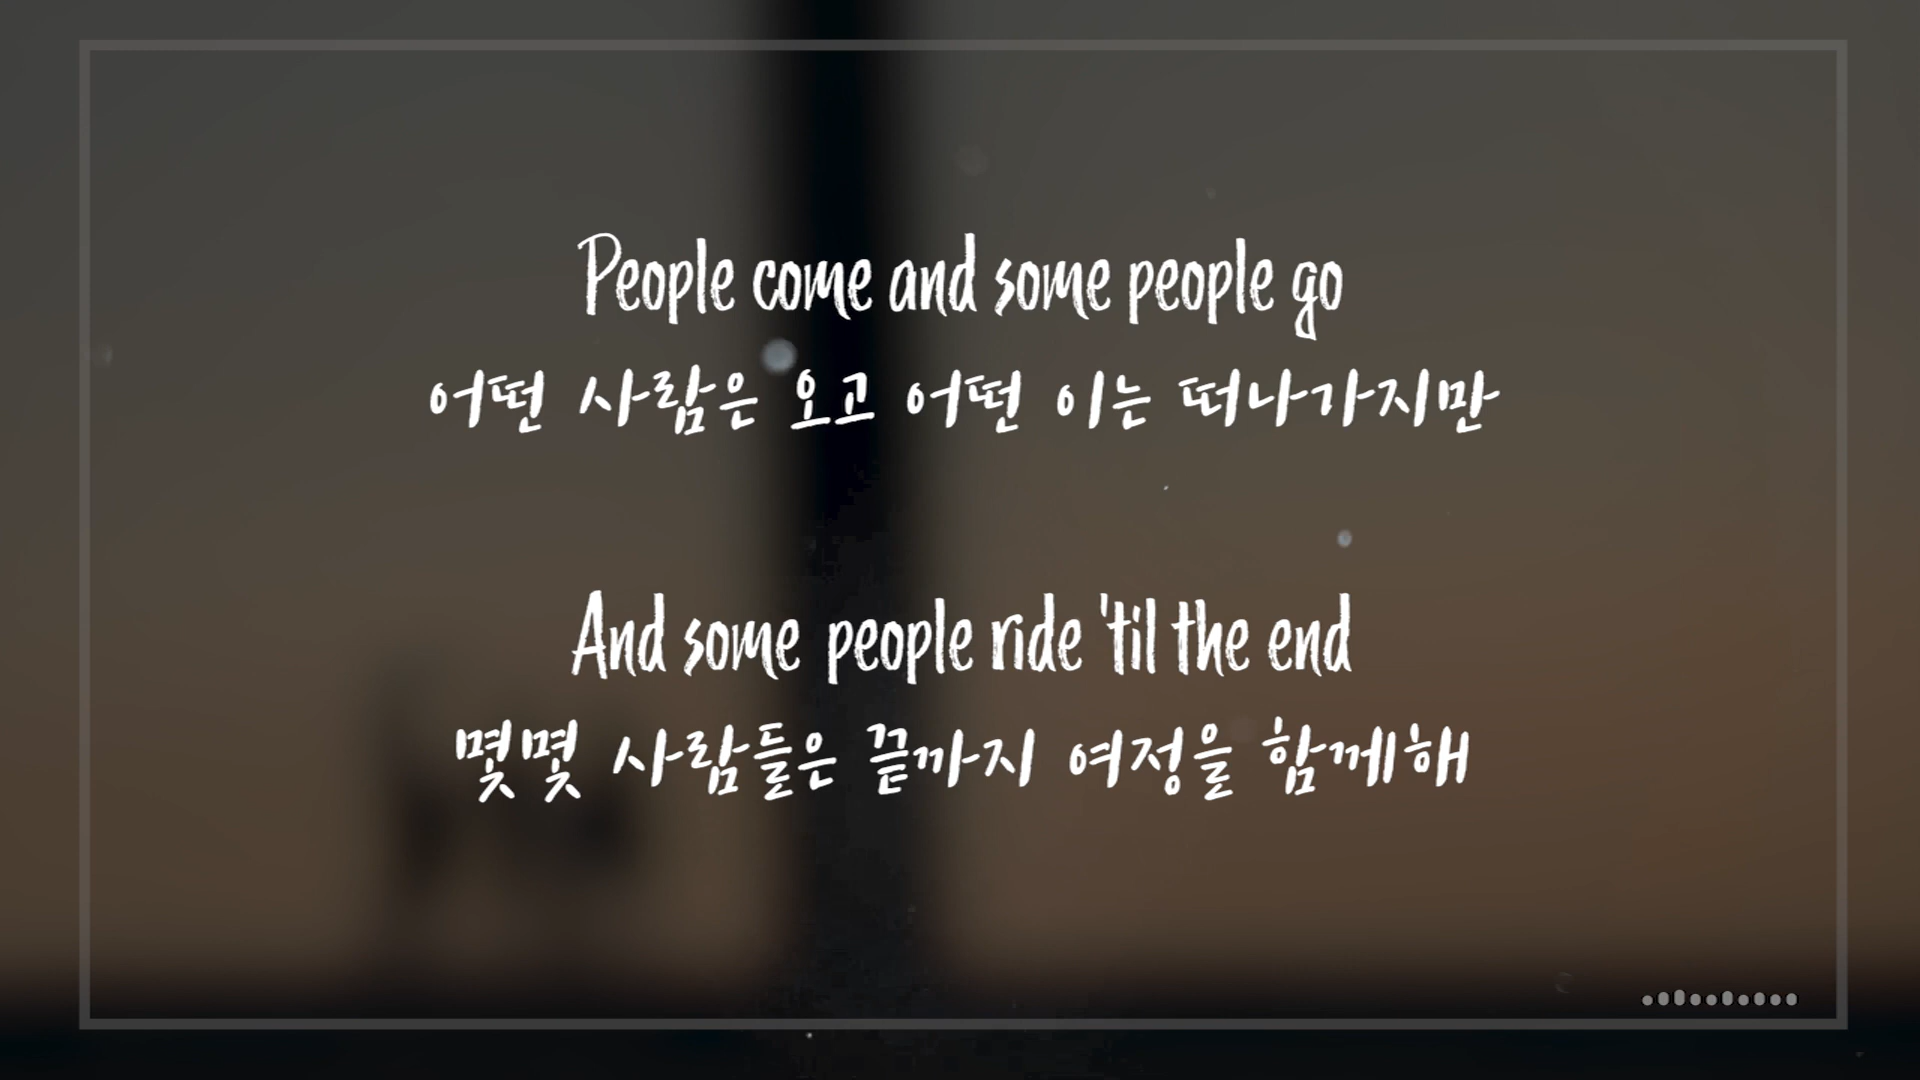 People come and some people go
어떤 사람은 오고 어떤 이는 떠나가지만
And some people ride 'til the end
몇몇 사람들은 끝까지 여정을 함께해